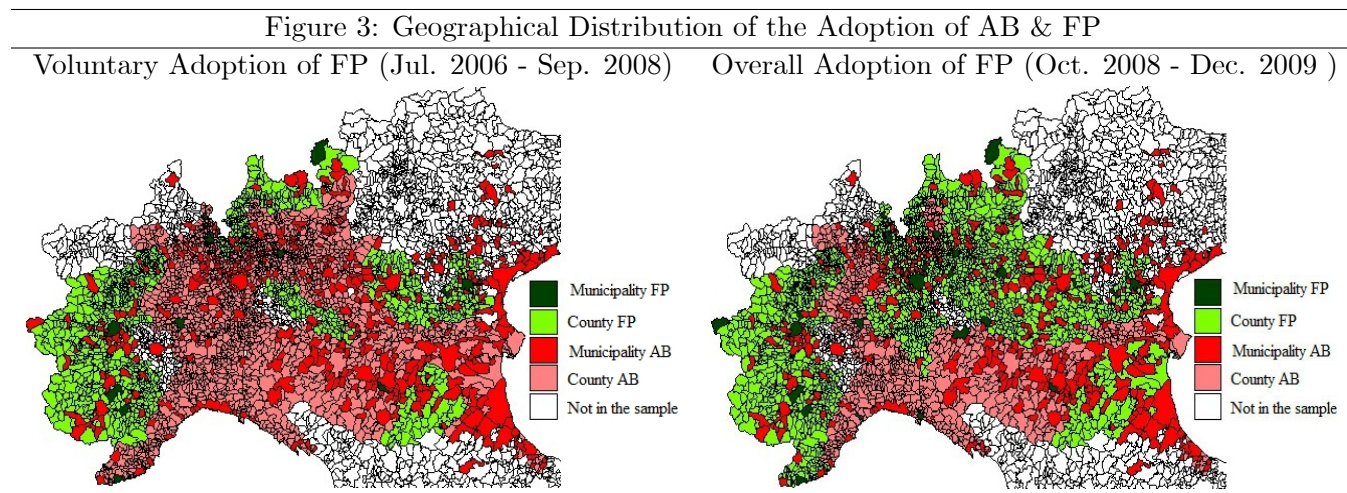 Figure 3: Geographical Distribution of the Adoption of AB & FP
Voluntary Adoption of FP (Jul. 2006 - Sep. 2008)
Overall Adoption of FP (Oct. 2008 - Dec. 2009 )
Municipality FP
County FP
Municipality AB
County AB
Not in the sample
Municipality FP
County FP
Municipality AB
County AB
Not in the sample